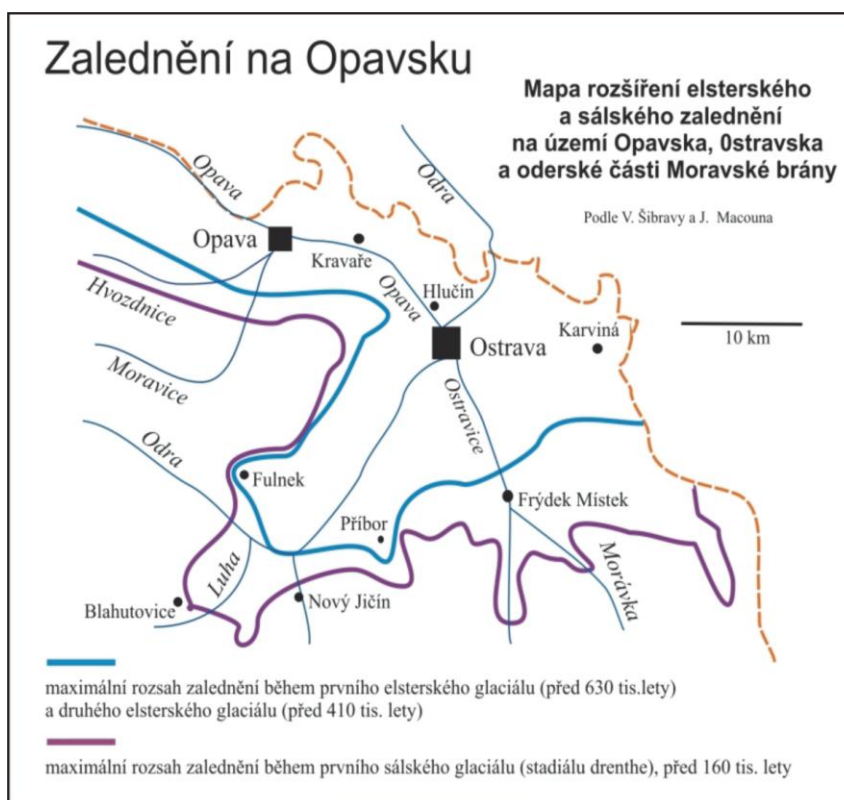 Zalednění na Opavsku
Mapa rozšíření elsterského
a sálského zalednění
na území Opavska, 0stravska
a oderské části Moravské brány
Podle V. Šibravy a J. Macouna
Opava
Odra
Opava
Kravaře
Hvozdnice
Opava
Hlučín
Ostrava
Karviná
10 km
Moravice
Ostravice
Odra
Fulnek
Frýdek Místek
Příbor
Luha
Morávka
Blahutovice
Nový Jičín
maximální rozsah zalednění během prvního elsterského glaciálu (před 630 tis.lety)
a druhého elsterského glaciálu (před 410 tis. lety)
maximální rozsah zalednění během prvního sálského glaciálu (stadiálu drenthe), před 160 tis. lety